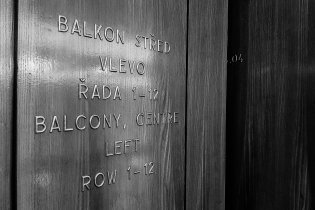 BALKON STŘED
VLEVO
ŘADA 1-12
BALCONY, CENTRE
LEFT
ROW 1-12